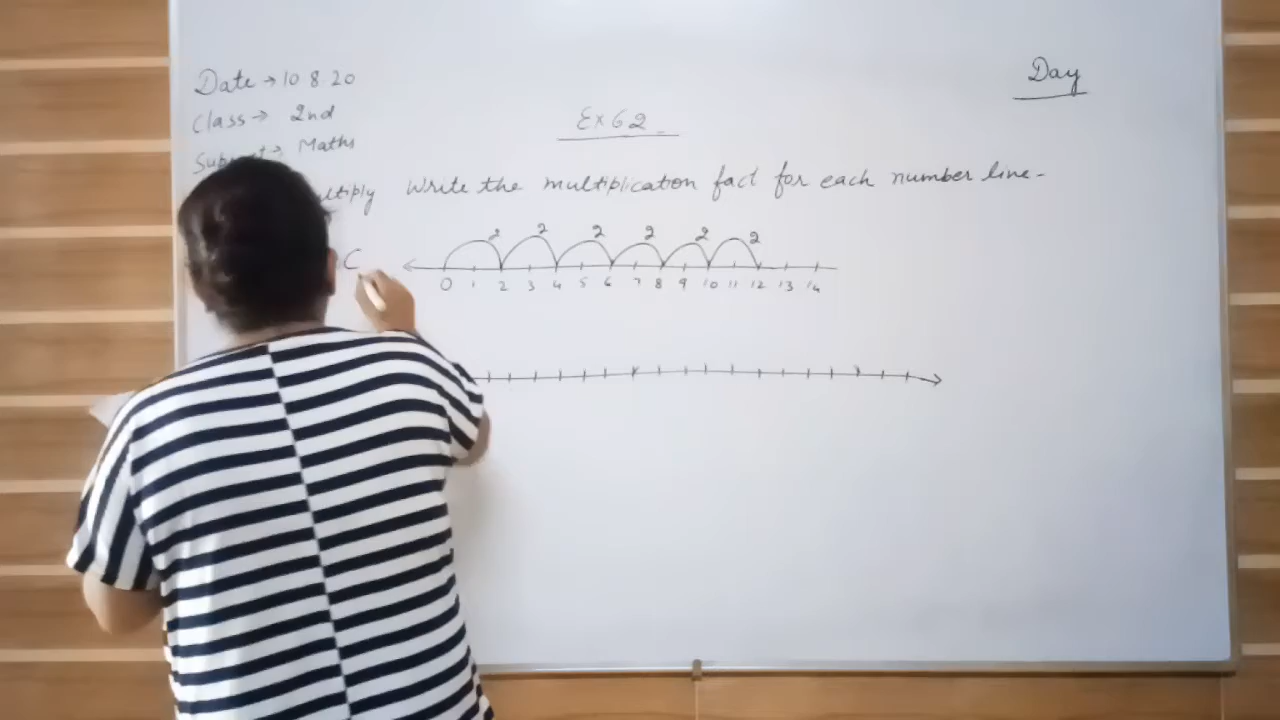 Day
Date → 10 8 20
Class → 2nd
Ex 6 2
Maths
Write the multiplication fact for each number line-
2 2 2 2 2 2
C
0 1 2 3 4 5 6 7 8 9 10 11 12 13 14